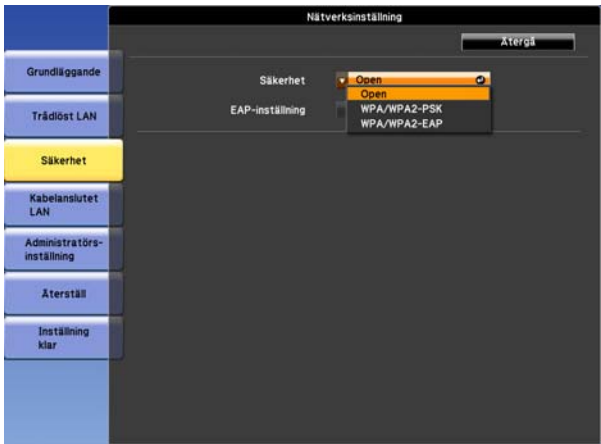 Nätverksinställning
Återgå
Grundläggande
Trådlöst LAN
Säkerhet
Kabelanslutet
LAN
Administratörs-
inställning
Återställ
Inställning
klar
Säkerhet
Open
Open
WPA/WPA2-PSK
WPA/WPA2-EAP
EAP-inställning